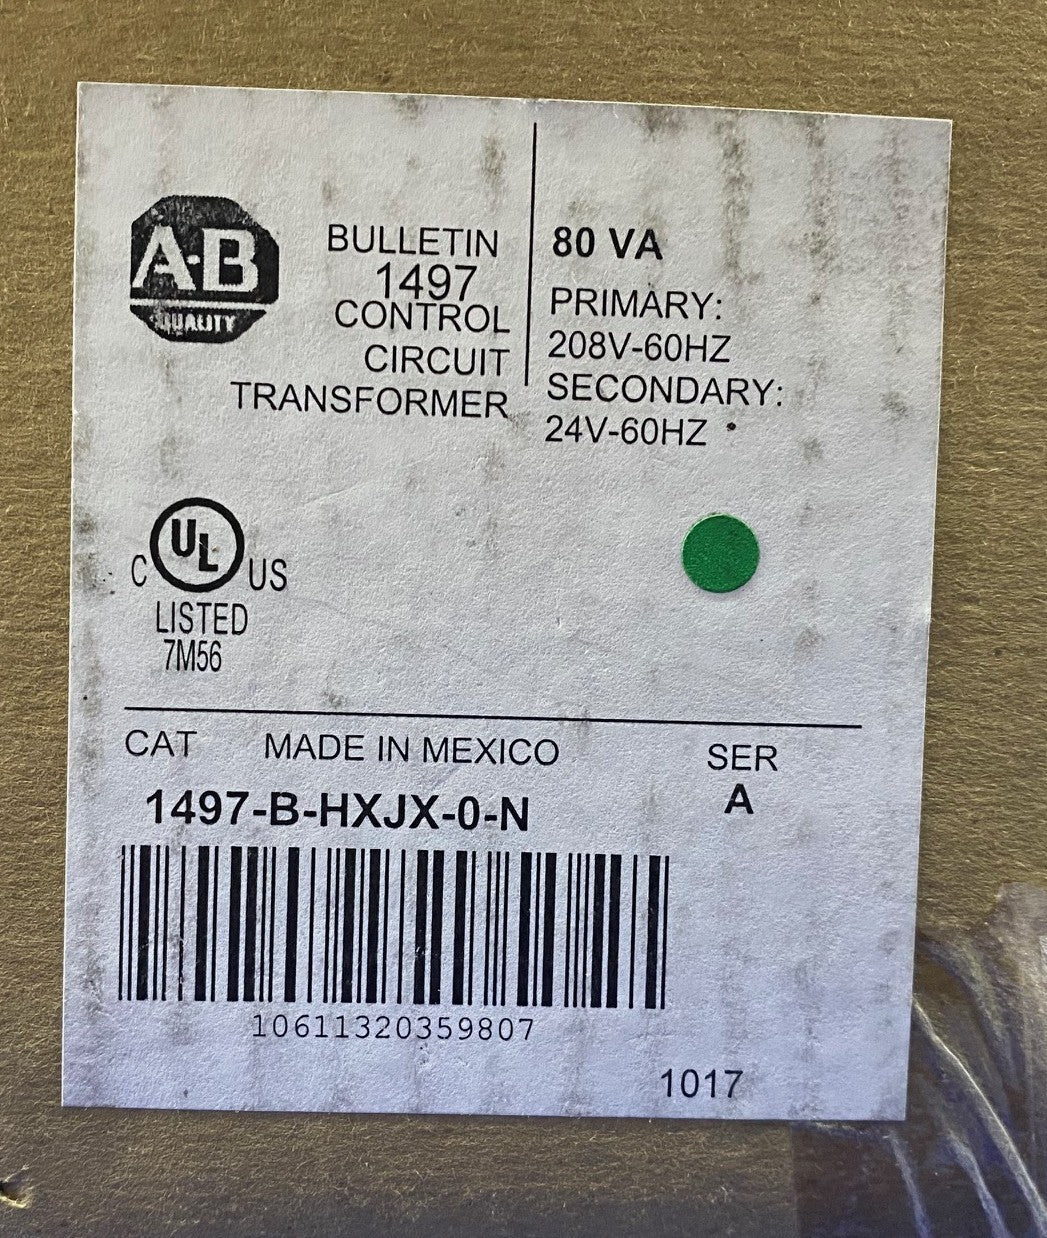 A-B
QUALITY
BULLETIN
1497
CONTROL
CIRCUIT
TRANSFORMER
80 VA
PRIMARY:
208V-60HZ
SECONDARY:
24V-60HZ
C UL US
LISTED
7M56
CAT MADE IN MEXICO SER
1497-B-HXJX-0-N A
10611320359807
1017